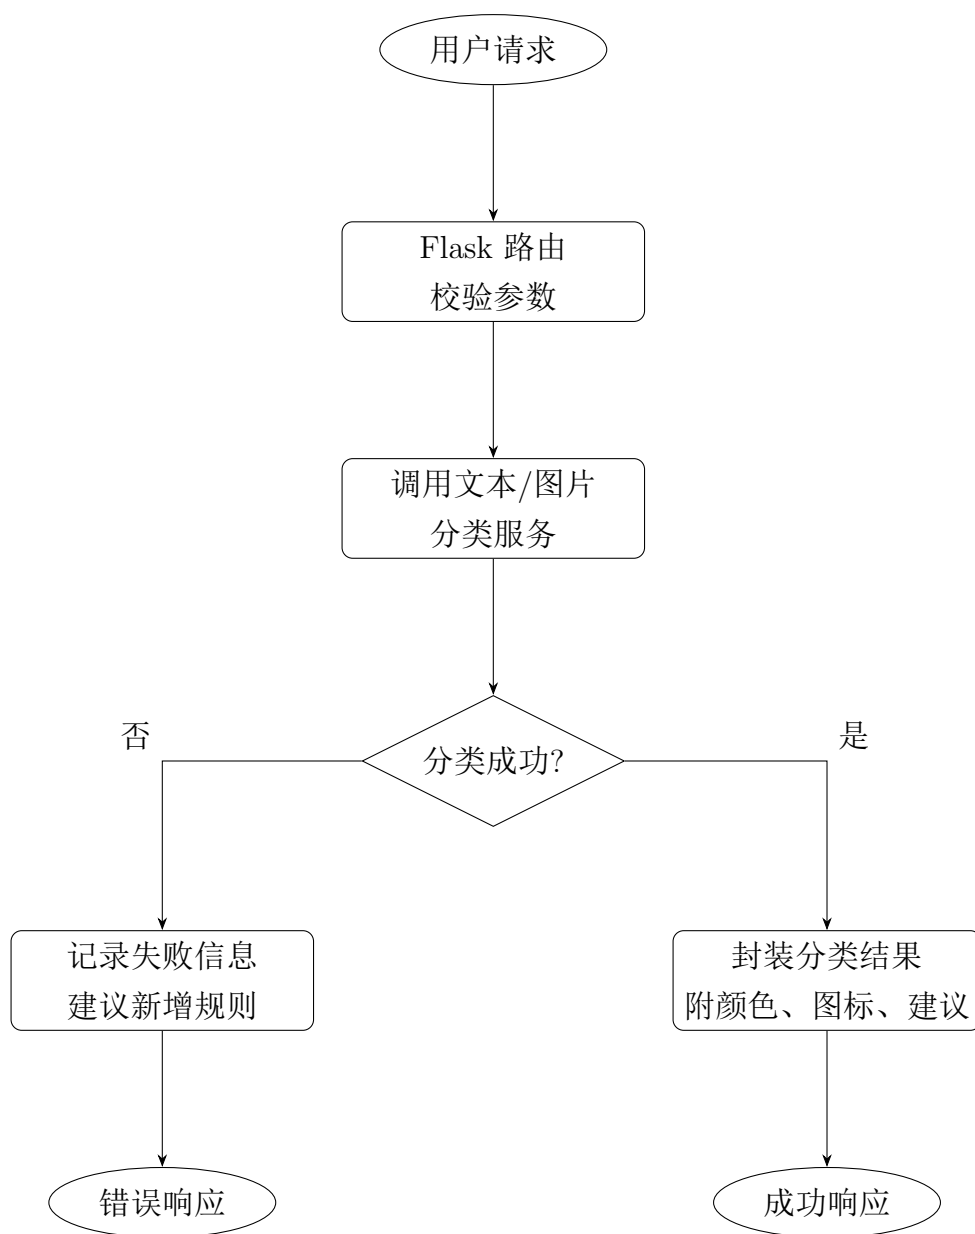 用户请求
Flask 路由
校验参数
调用文本/图片
分类服务
否
分类成功?
是
记录失败信息
建议新增规则
封装分类结果
附颜色、图标、建议
错误响应
成功响应